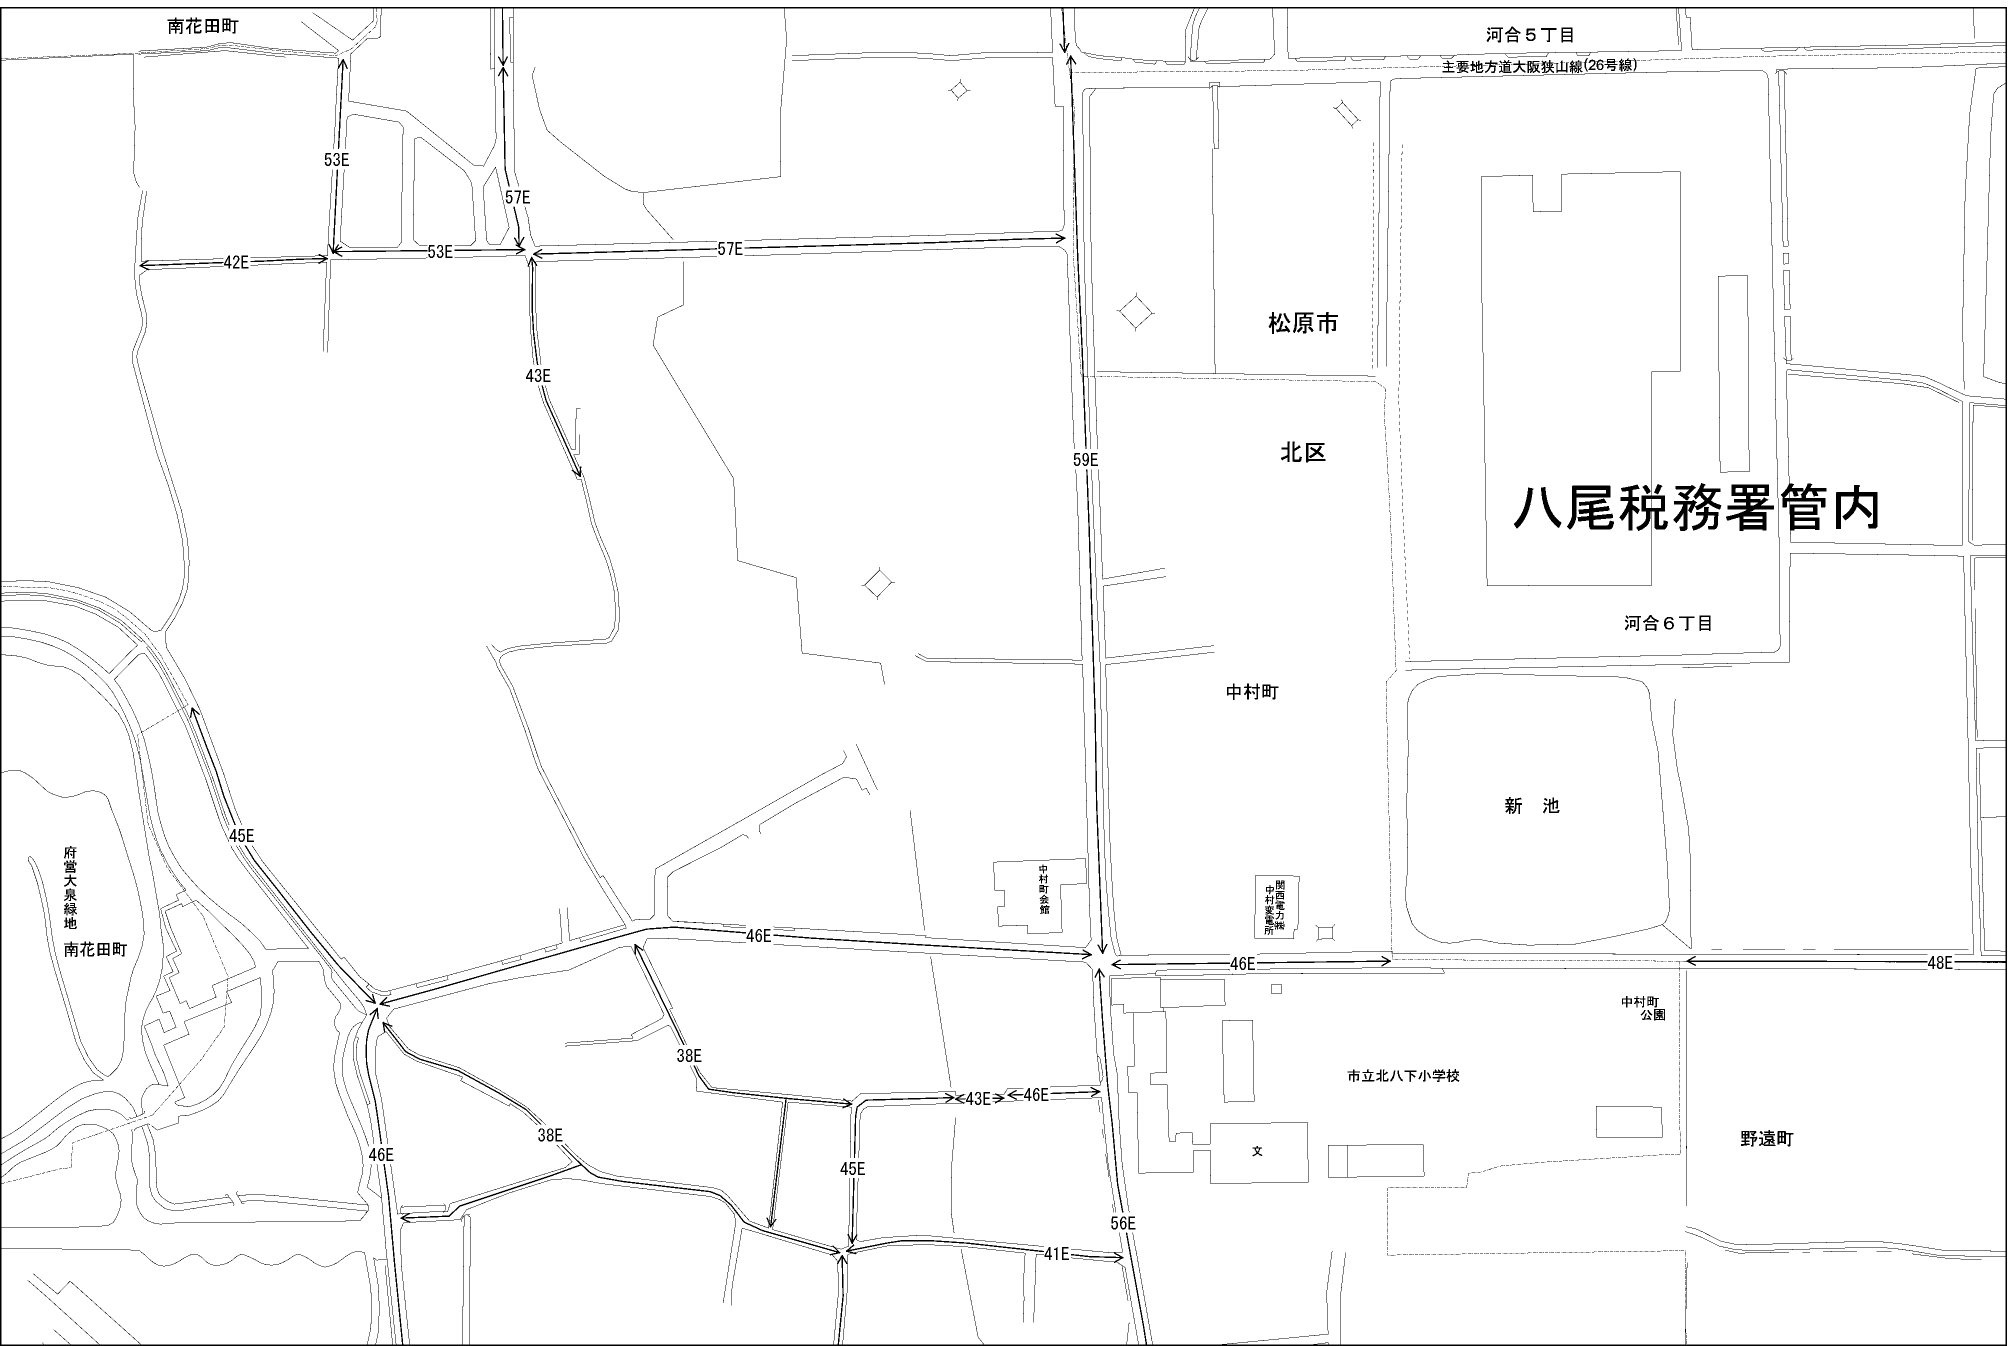 南花田町
河合５丁目
主要地方道大阪狭山線(26号線)
53E
57E
42E
53E
57E
松原市
43E
59E
北区
八尾税務署管内
河合６丁目
中村町
新　池
45E
府営大泉緑地
南花田町
中村町会館
関西電力㈱
中村変電所
46E
46E
48E
中村町
公園
38E
市立北八下小学校
43E
46E
38E
46E
45E
文
野遠町
56E
41E